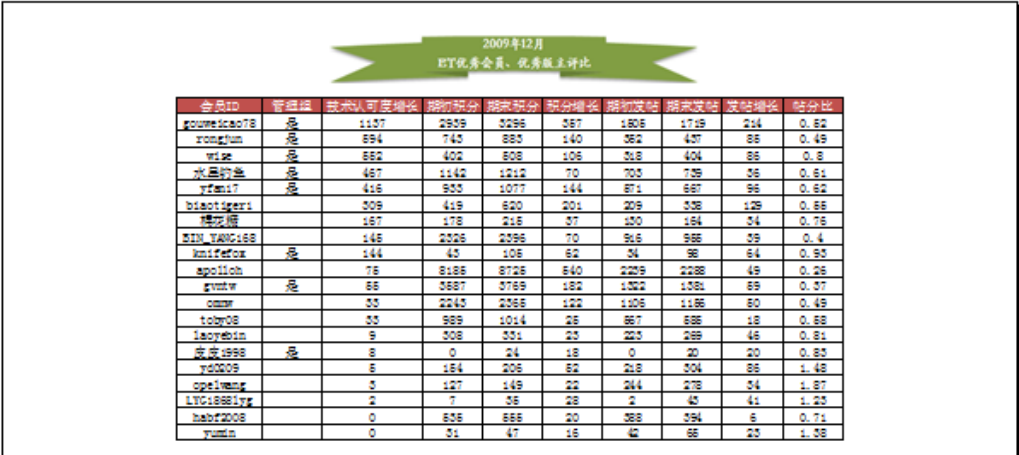 2009年12月
ET优秀会员、优秀版主评比
会员ID 管理组 技术认可度增长 期初积分 期末积分 积分增长 期初发帖 期末发帖 发帖增长 帖分比
gouweicao78 是 1137 2939 3296 357 1505 1719 214 0.52
rongjun 是 594 743 883 140 352 437 85 0.49
wise 是 552 402 508 106 318 404 86 0.8
水星钓鱼 是 467 1142 1212 70 703 739 36 0.61
yfani7 是 416 933 1077 144 571 667 96 0.62
biaotigeri 309 419 620 201 209 338 129 0.55
棉花糖 167 178 215 37 130 164 34 0.76
BIN_YANG168 145 2326 2396 70 916 955 39 0.4
knifefox 是 144 43 105 62 34 98 64 0.93
apolloh 75 8185 8725 540 2239 2288 49 0.26
gvntw 是 55 3587 3769 182 1322 1381 59 0.37
omnw 33 2243 2365 122 1106 1156 50 0.49
toby08 33 989 1014 25 567 585 18 0.58
laoyebin 9 308 331 23 223 269 46 0.81
皮皮1998 是 8 0 24 18 0 20 20 0.83
yd0209 5 154 206 52 218 304 86 1.48
opelwang 3 127 149 22 244 278 34 1.87
LYG1868lyg 2 7 35 28 2 43 41 1.23
habf2008 0 535 555 20 388 394 6 0.71
yumin 0 31 47 16 42 65 23 1.38